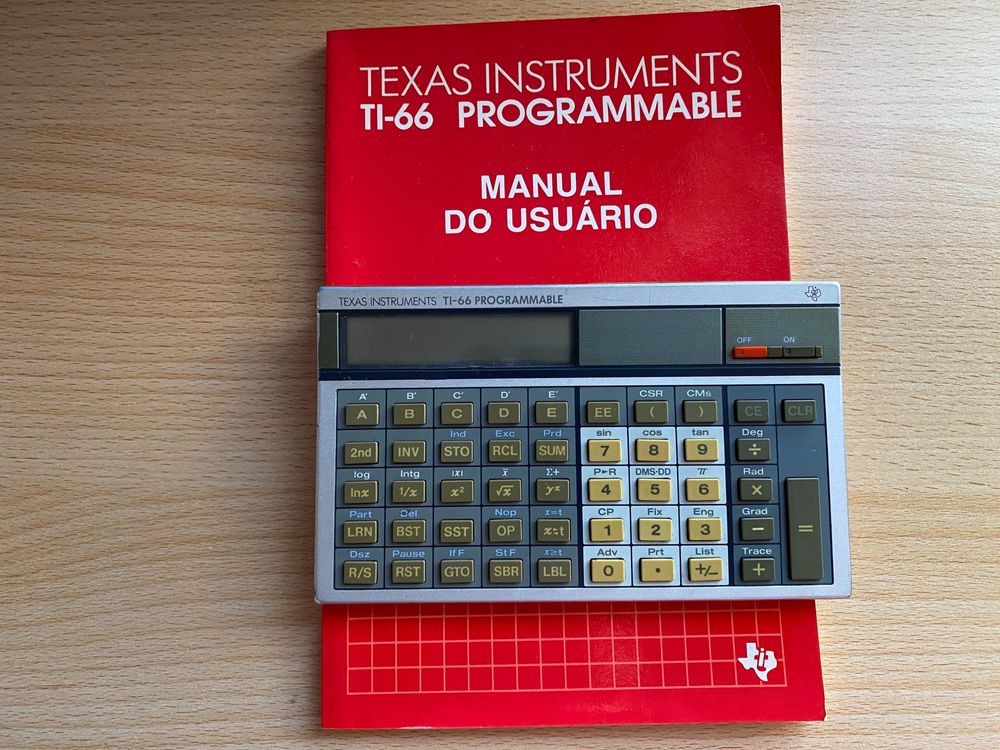 TEXAS INSTRUMENTS
TI-66 PROGRAMMABLE
MANUAL
DO USUÁRIO
TEXAS INSTRUMENTS TI-66 PROGRAMMABLE
OFF ON
A' B' C' D' E' CSR CMs
A B C D E EE ( ) CE CLR
Ind Exc Prd sin cos tan Deg
2nd INV STO RCL SUM 7 8 9 ÷
log Intg |x| x̄ Σ+ P►R DMS-DD π Rad
lnx 1/x x² √x yˣ 4 5 6 ×
Part Del Nop x=t CP Fix Eng Grad
LRN BST SST OP x⇆t 1 2 3 − =
Dsz Pause If F St F x≥t Adv Prt List Trace
R/S RST GTO SBR LBL 0 • +/− +